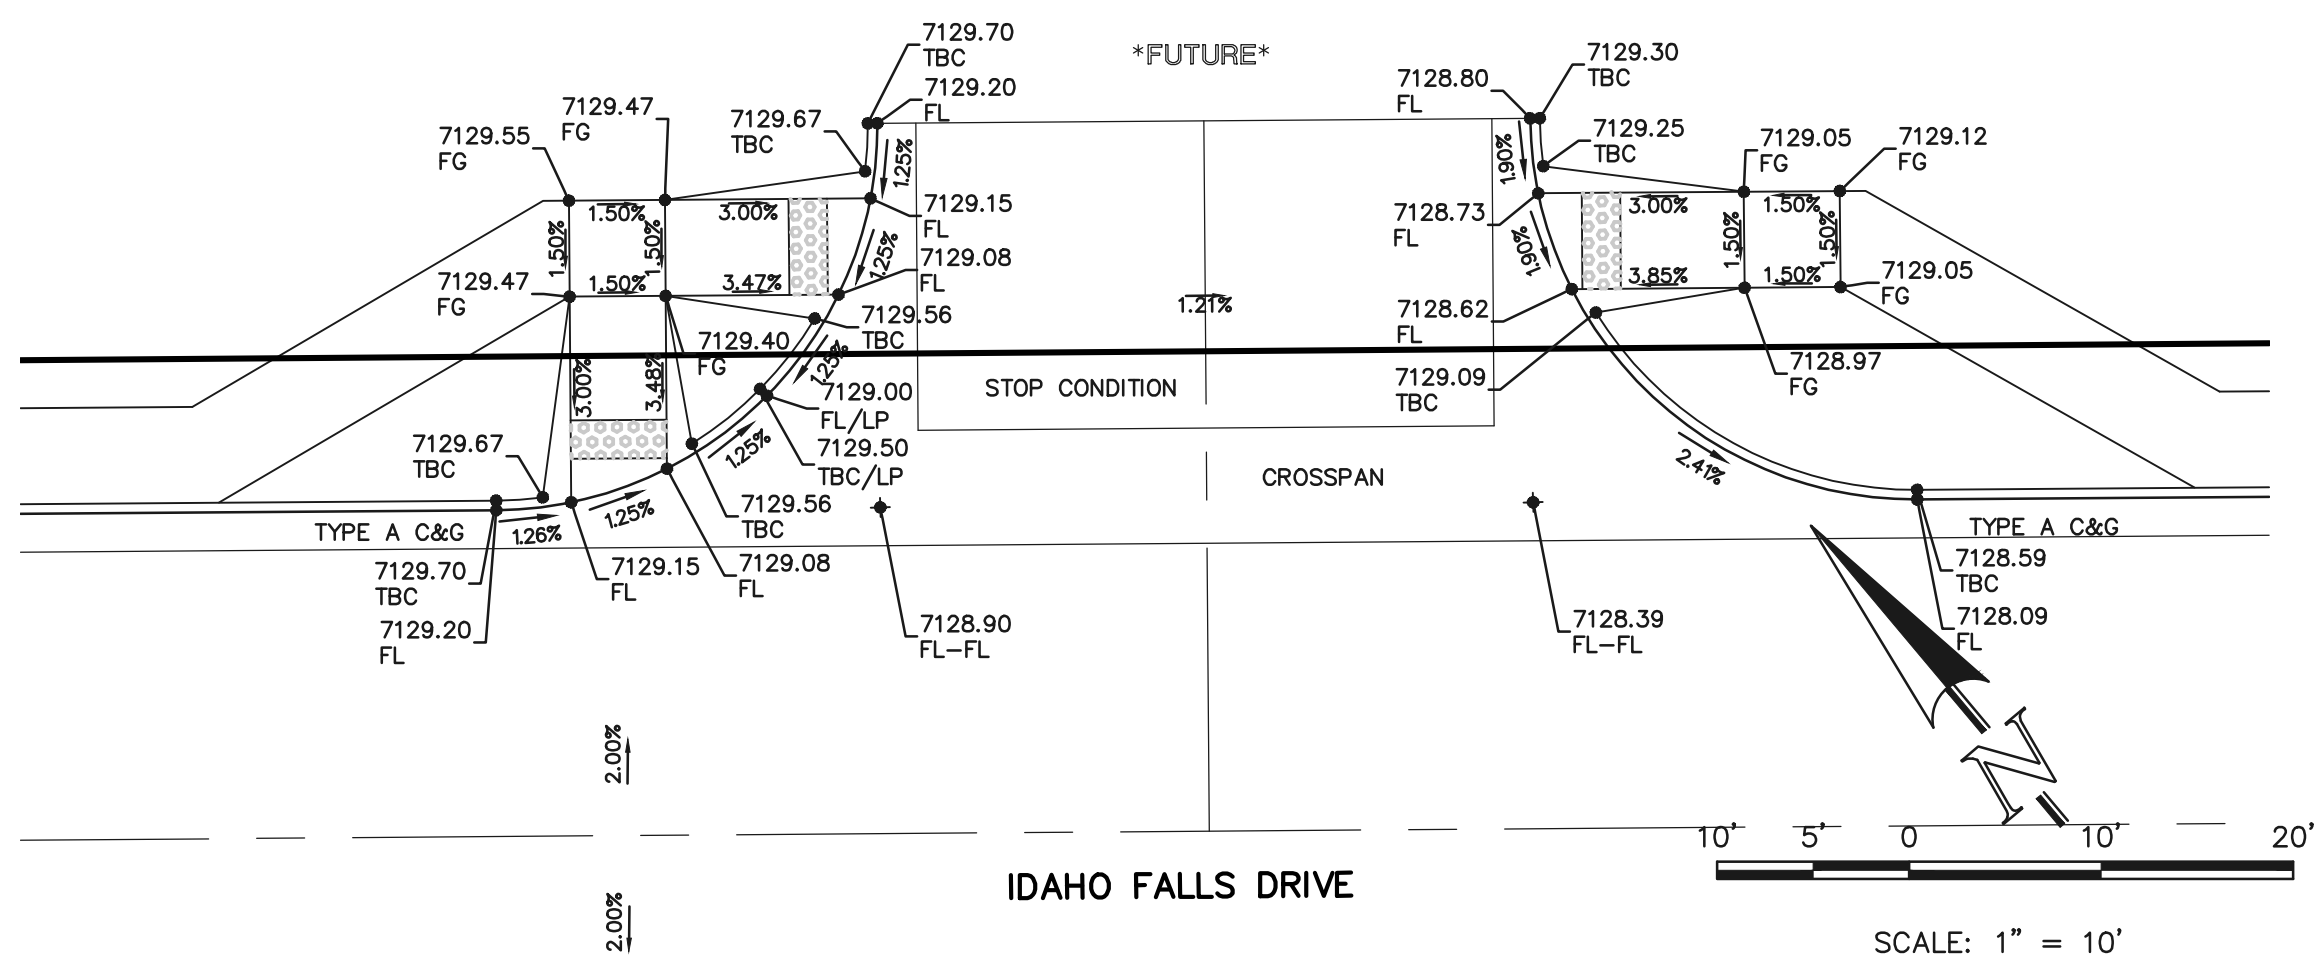 *FUTURE*
7129.70
TBC
7129.20
FL
7129.67
TBC
7129.47
FG
7129.55
FG
1.25%
1.50%
3.00%
1.50%
1.50%
7129.15
FL
1.25%
7129.08
FL
7129.47
FG
1.50%
3.47%
7129.56
TBC
7129.40
FG
1.25%
3.00%
3.48%
7129.00
FL/LP
7129.50
TBC/LP
1.25%
7129.67
TBC
7129.56
TBC
1.25%
1.26%
TYPE A C&G
7129.70
TBC
7129.20
FL
7129.15
FL
7129.08
FL
7128.90
FL-FL
1.21%
STOP CONDITION
CROSSPAN
7128.80
FL
7129.30
TBC
7129.25
TBC
7129.05
FG
7129.12
FG
1.90%
7128.73
FL
3.00%
1.50%
1.50%
1.50%
1.90%
3.85%
1.50%
7129.05
FG
7128.62
FL
7129.09
TBC
7128.97
FG
2.41%
TYPE A C&G
7128.59
TBC
7128.09
FL
7128.39
FL-FL
2.00%
2.00%
N
IDAHO FALLS DRIVE
10' 5' 0 10' 20'
SCALE: 1" = 10'